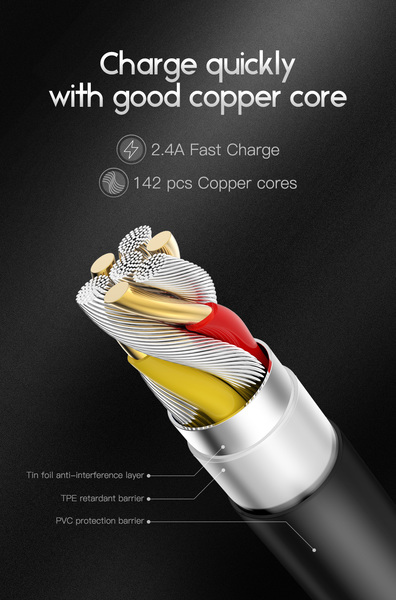 Charge quickly
with good copper core
2.4A Fast Charge
142 pcs Copper cores
Tin foil anti-interference layer
TPE retardant barrier
PVC protection barrier